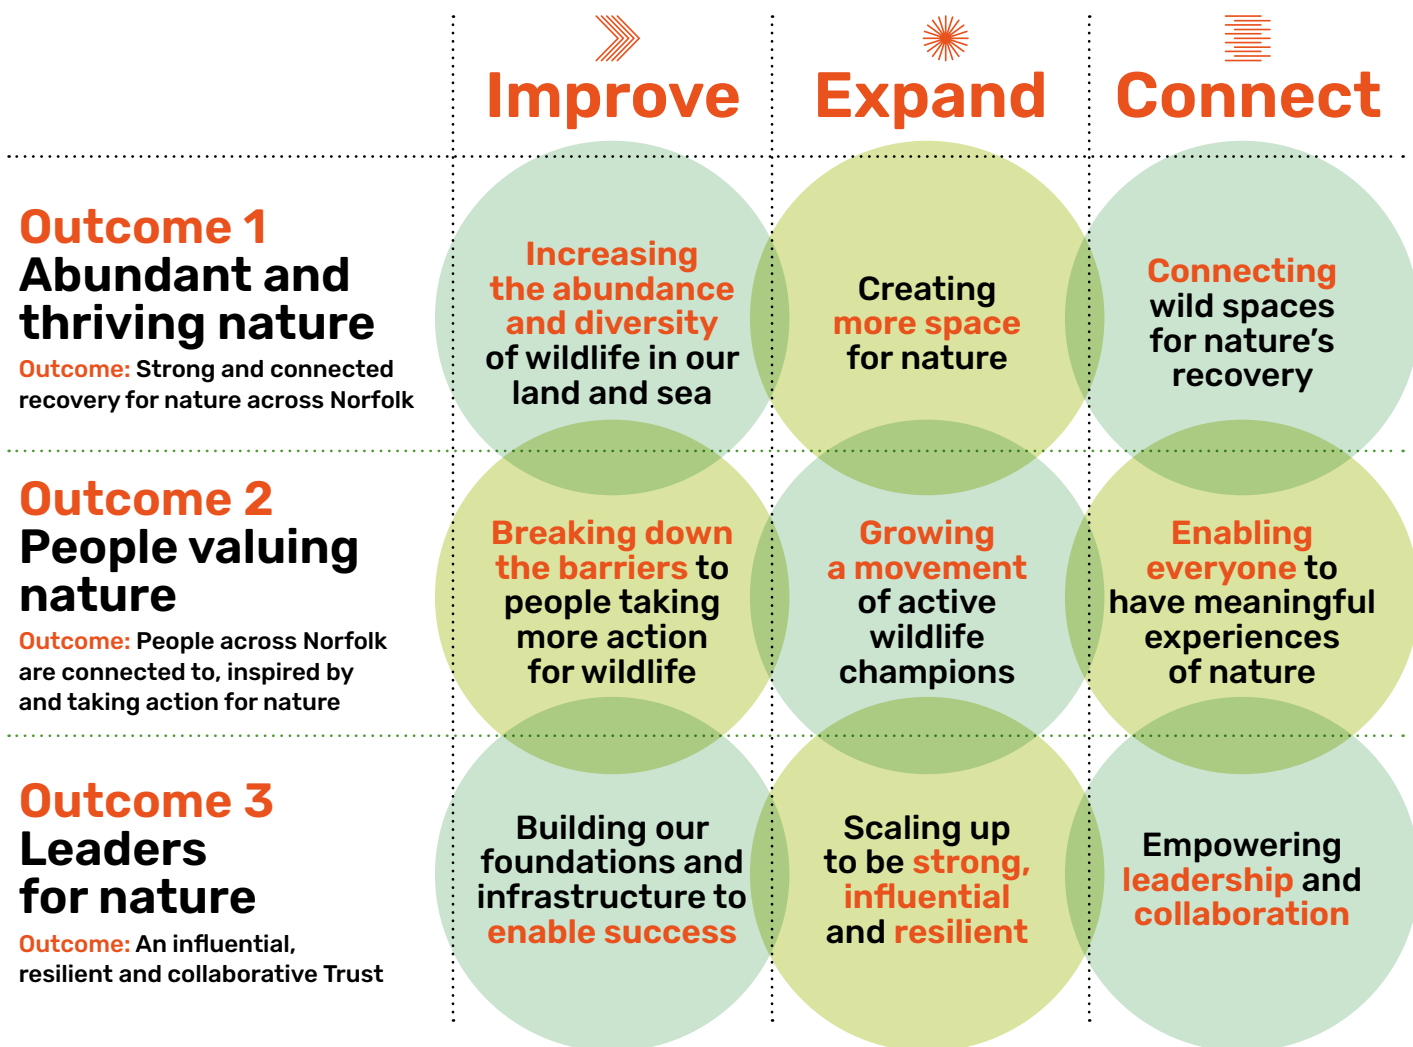 Improve
Expand
Connect
Outcome 1
Abundant and
thriving nature
Outcome: Strong and connected
recovery for nature across Norfolk
Increasing
the abundance
and diversity
of wildlife in our
land and sea
Creating
more space
for nature
Connecting
wild spaces
for nature’s
recovery
Outcome 2
People valuing
nature
Outcome: People across Norfolk
are connected to, inspired by
and taking action for nature
Breaking down
the barriers to
people taking
more action
for wildlife
Growing
a movement
of active
wildlife
champions
Enabling
everyone to
have meaningful
experiences
of nature
Outcome 3
Leaders
for nature
Outcome: An influential,
resilient and collaborative Trust
Building our
foundations and
infrastructure to
enable success
Scaling up
to be strong,
influential
and resilient
Empowering
leadership and
collaboration